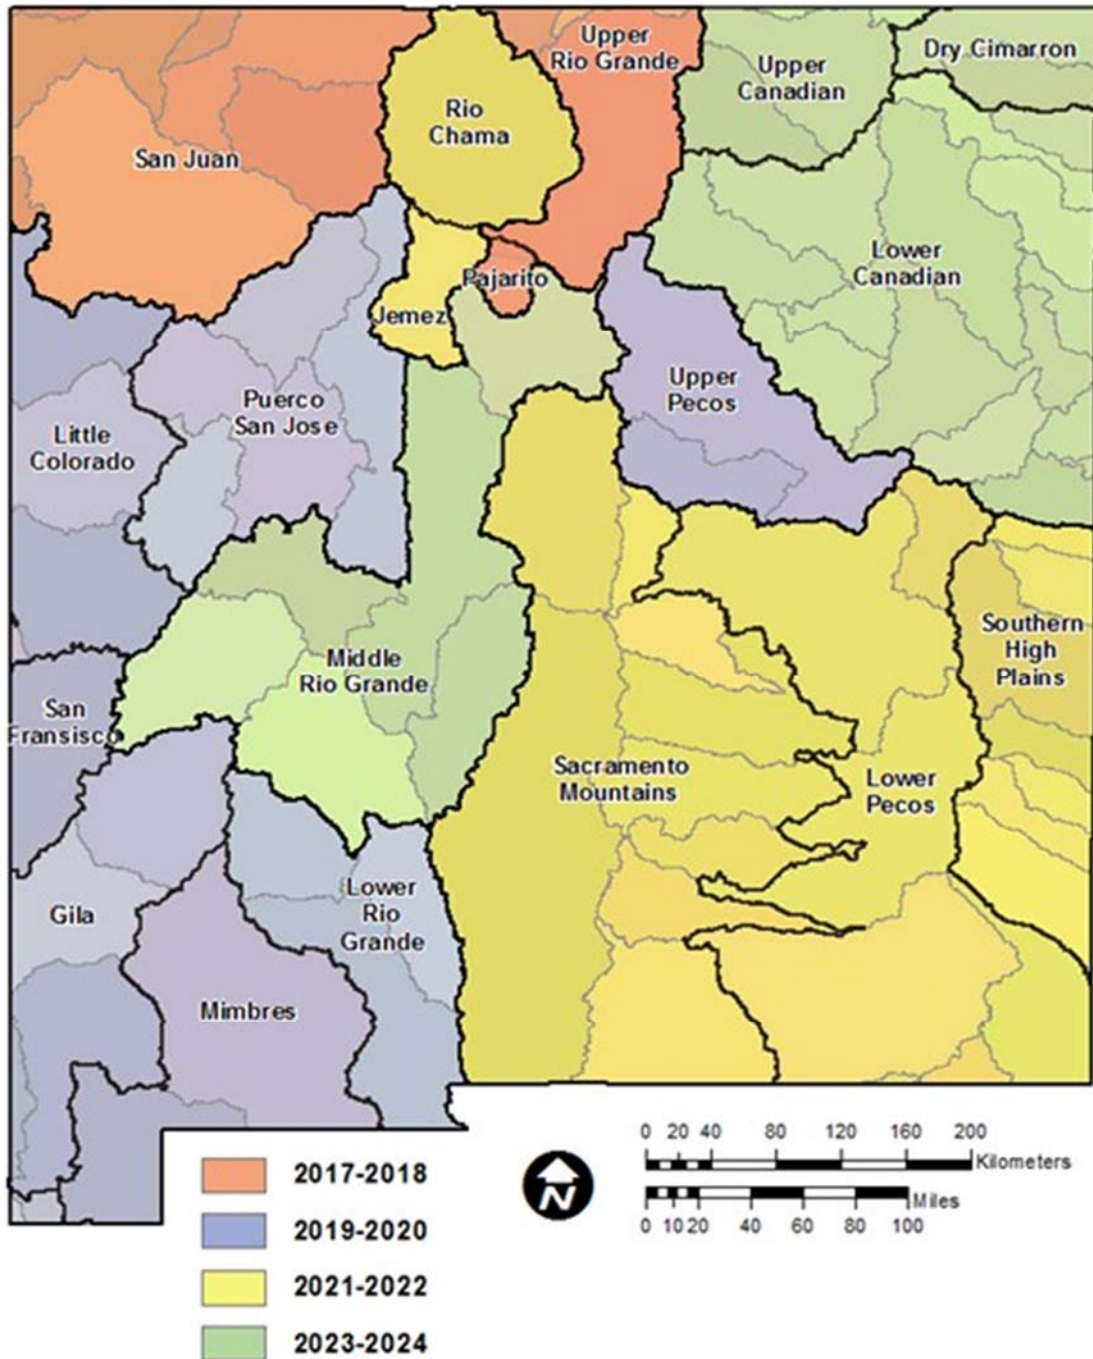 Upper
Rio Grande
Dry Cimarron
Upper
Canadian
Rio
Chama
San Juan
Lower
Canadian
Pajarito
Jemez
Upper
Pecos
Puerco
San Jose
Little
Colorado
Southern
High
Plains
Middle
Rio Grande
San
Fransisco
Sacramento
Mountains
Lower
Pecos
Lower
Rio
Grande
Gila
Mimbres
0 20 40 80 120 160 200
Kilometers
Miles
0 10 20 40 60 80 100
N
2017-2018
2019-2020
2021-2022
2023-2024